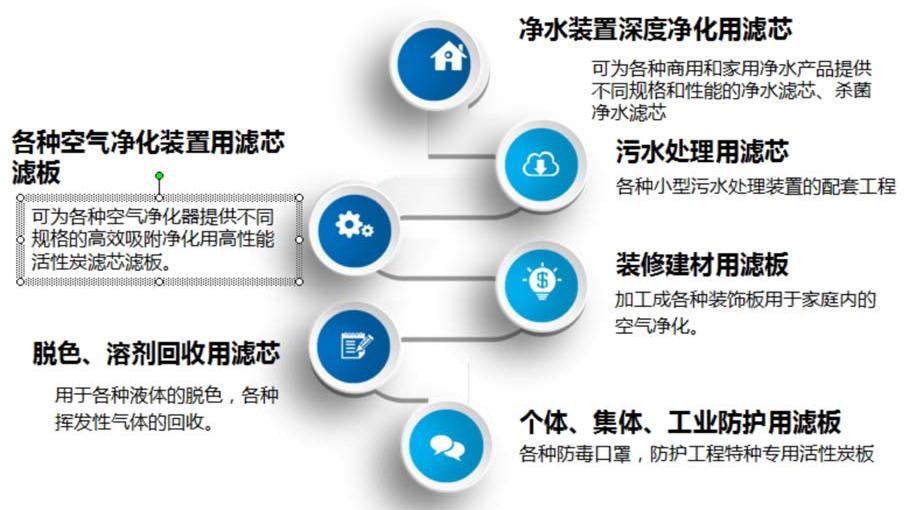 净水装置深度净化用滤芯
可为各种商用和家用净水产品提供
不同规格和性能的净水滤芯、杀菌
净水滤芯
污水处理用滤芯
各种小型污水处理装置的配套工程
各种空气净化装置用滤芯
滤板
可为各种空气净化器提供不同
规格的高效吸附净化用高性能
活性炭滤芯滤板。
装修建材用滤板
加工成各种装饰板用于家庭内的
空气净化。
脱色、溶剂回收用滤芯
用于各种液体的脱色，各种
挥发性气体的回收。
个体、集体、工业防护用滤板
各种防毒口罩，防护工程特种专用活性炭板